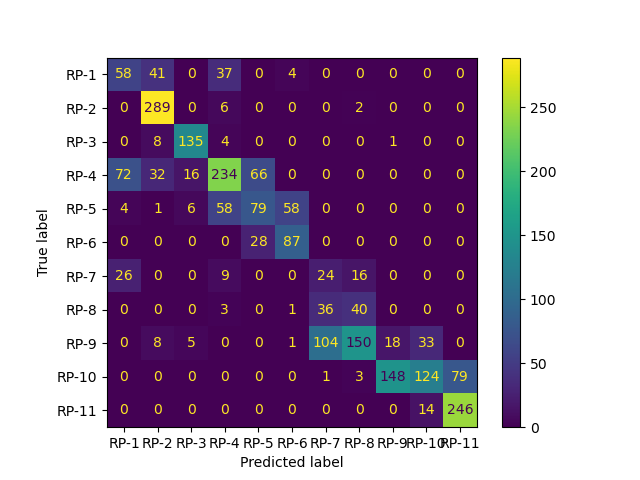 RP-1 58 41 0 37 0 4 0 0 0 0 0
RP-2 0 289 0 6 0 0 0 2 0 0 0
RP-3 0 8 135 4 0 0 0 0 1 0 0
RP-4 72 32 16 234 66 0 0 0 0 0 0
RP-5 4 1 6 58 79 58 0 0 0 0 0
RP-6 0 0 0 0 28 87 0 0 0 0 0
RP-7 26 0 0 9 0 0 24 16 0 0 0
RP-8 0 0 0 3 0 1 36 40 0 0 0
RP-9 0 8 5 0 0 1 104 150 18 33 0
RP-10 0 0 0 0 0 0 1 3 148 124 79
RP-11 0 0 0 0 0 0 0 0 0 14 246
RP-1 RP-2 RP-3 RP-4 RP-5 RP-6 RP-7 RP-8 RP-9 RP-10 RP-11
Predicted label
True label
250
200
150
100
50
0